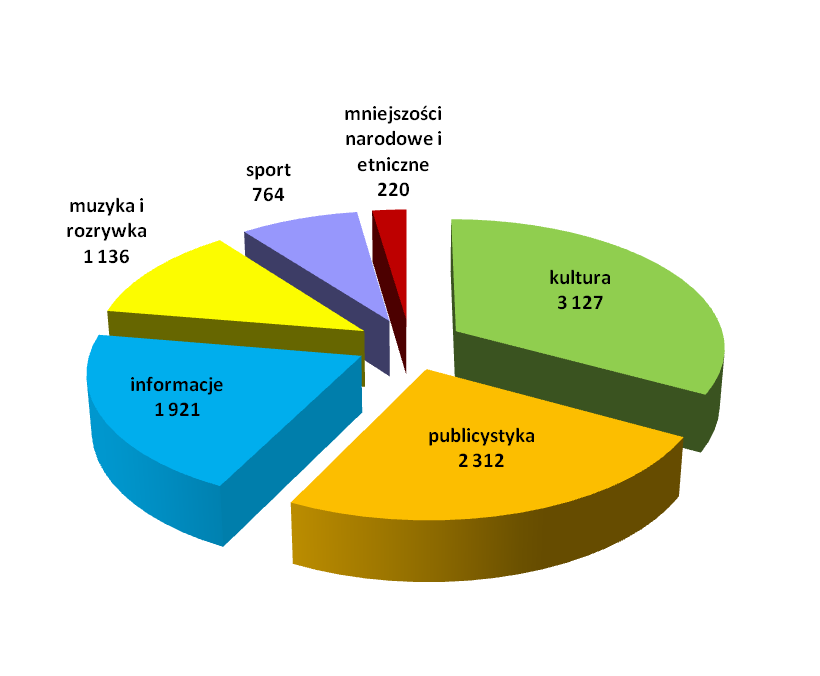 mniejszości
narodowe i
etniczne
220
sport
764
muzyka i
rozrywka
1 136
kultura
3 127
informacje
1 921
publicystyka
2 312